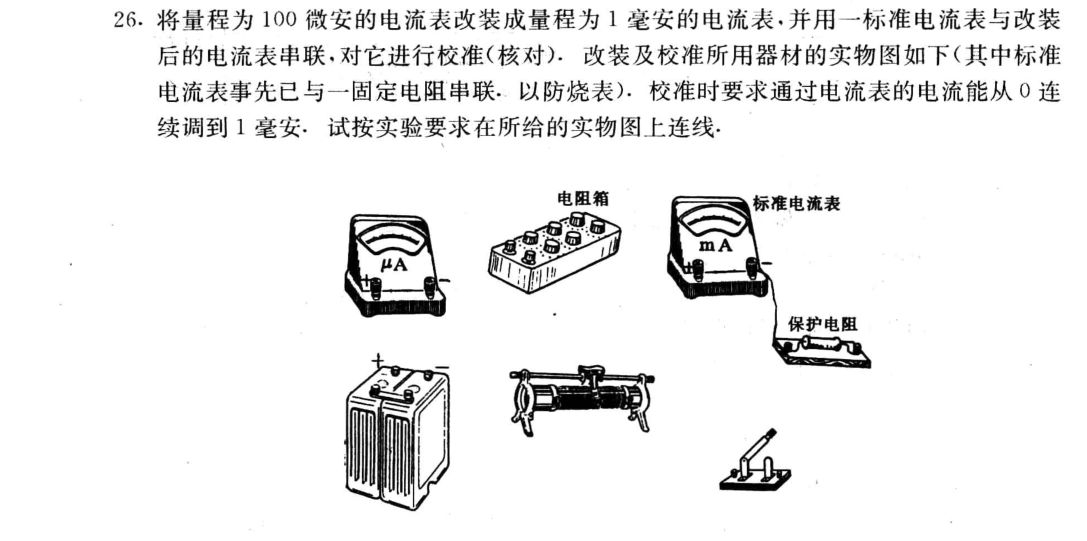 26. 将量程为 100 微安的电流表改装成量程为 1 毫安的电流表,并用一标准电流表与改装
后的电流表串联,对它进行校准(核对). 改装及校准所用器材的实物图如下(其中标准
电流表事先已与一固定电阻串联. 以防烧表). 校准时要求通过电流表的电流能从 0 连
续调到 1 毫安. 试按实验要求在所给的实物图上连线.
电阻箱
标准电流表
μA
+ −
mA
+ −
保护电阻
+ −